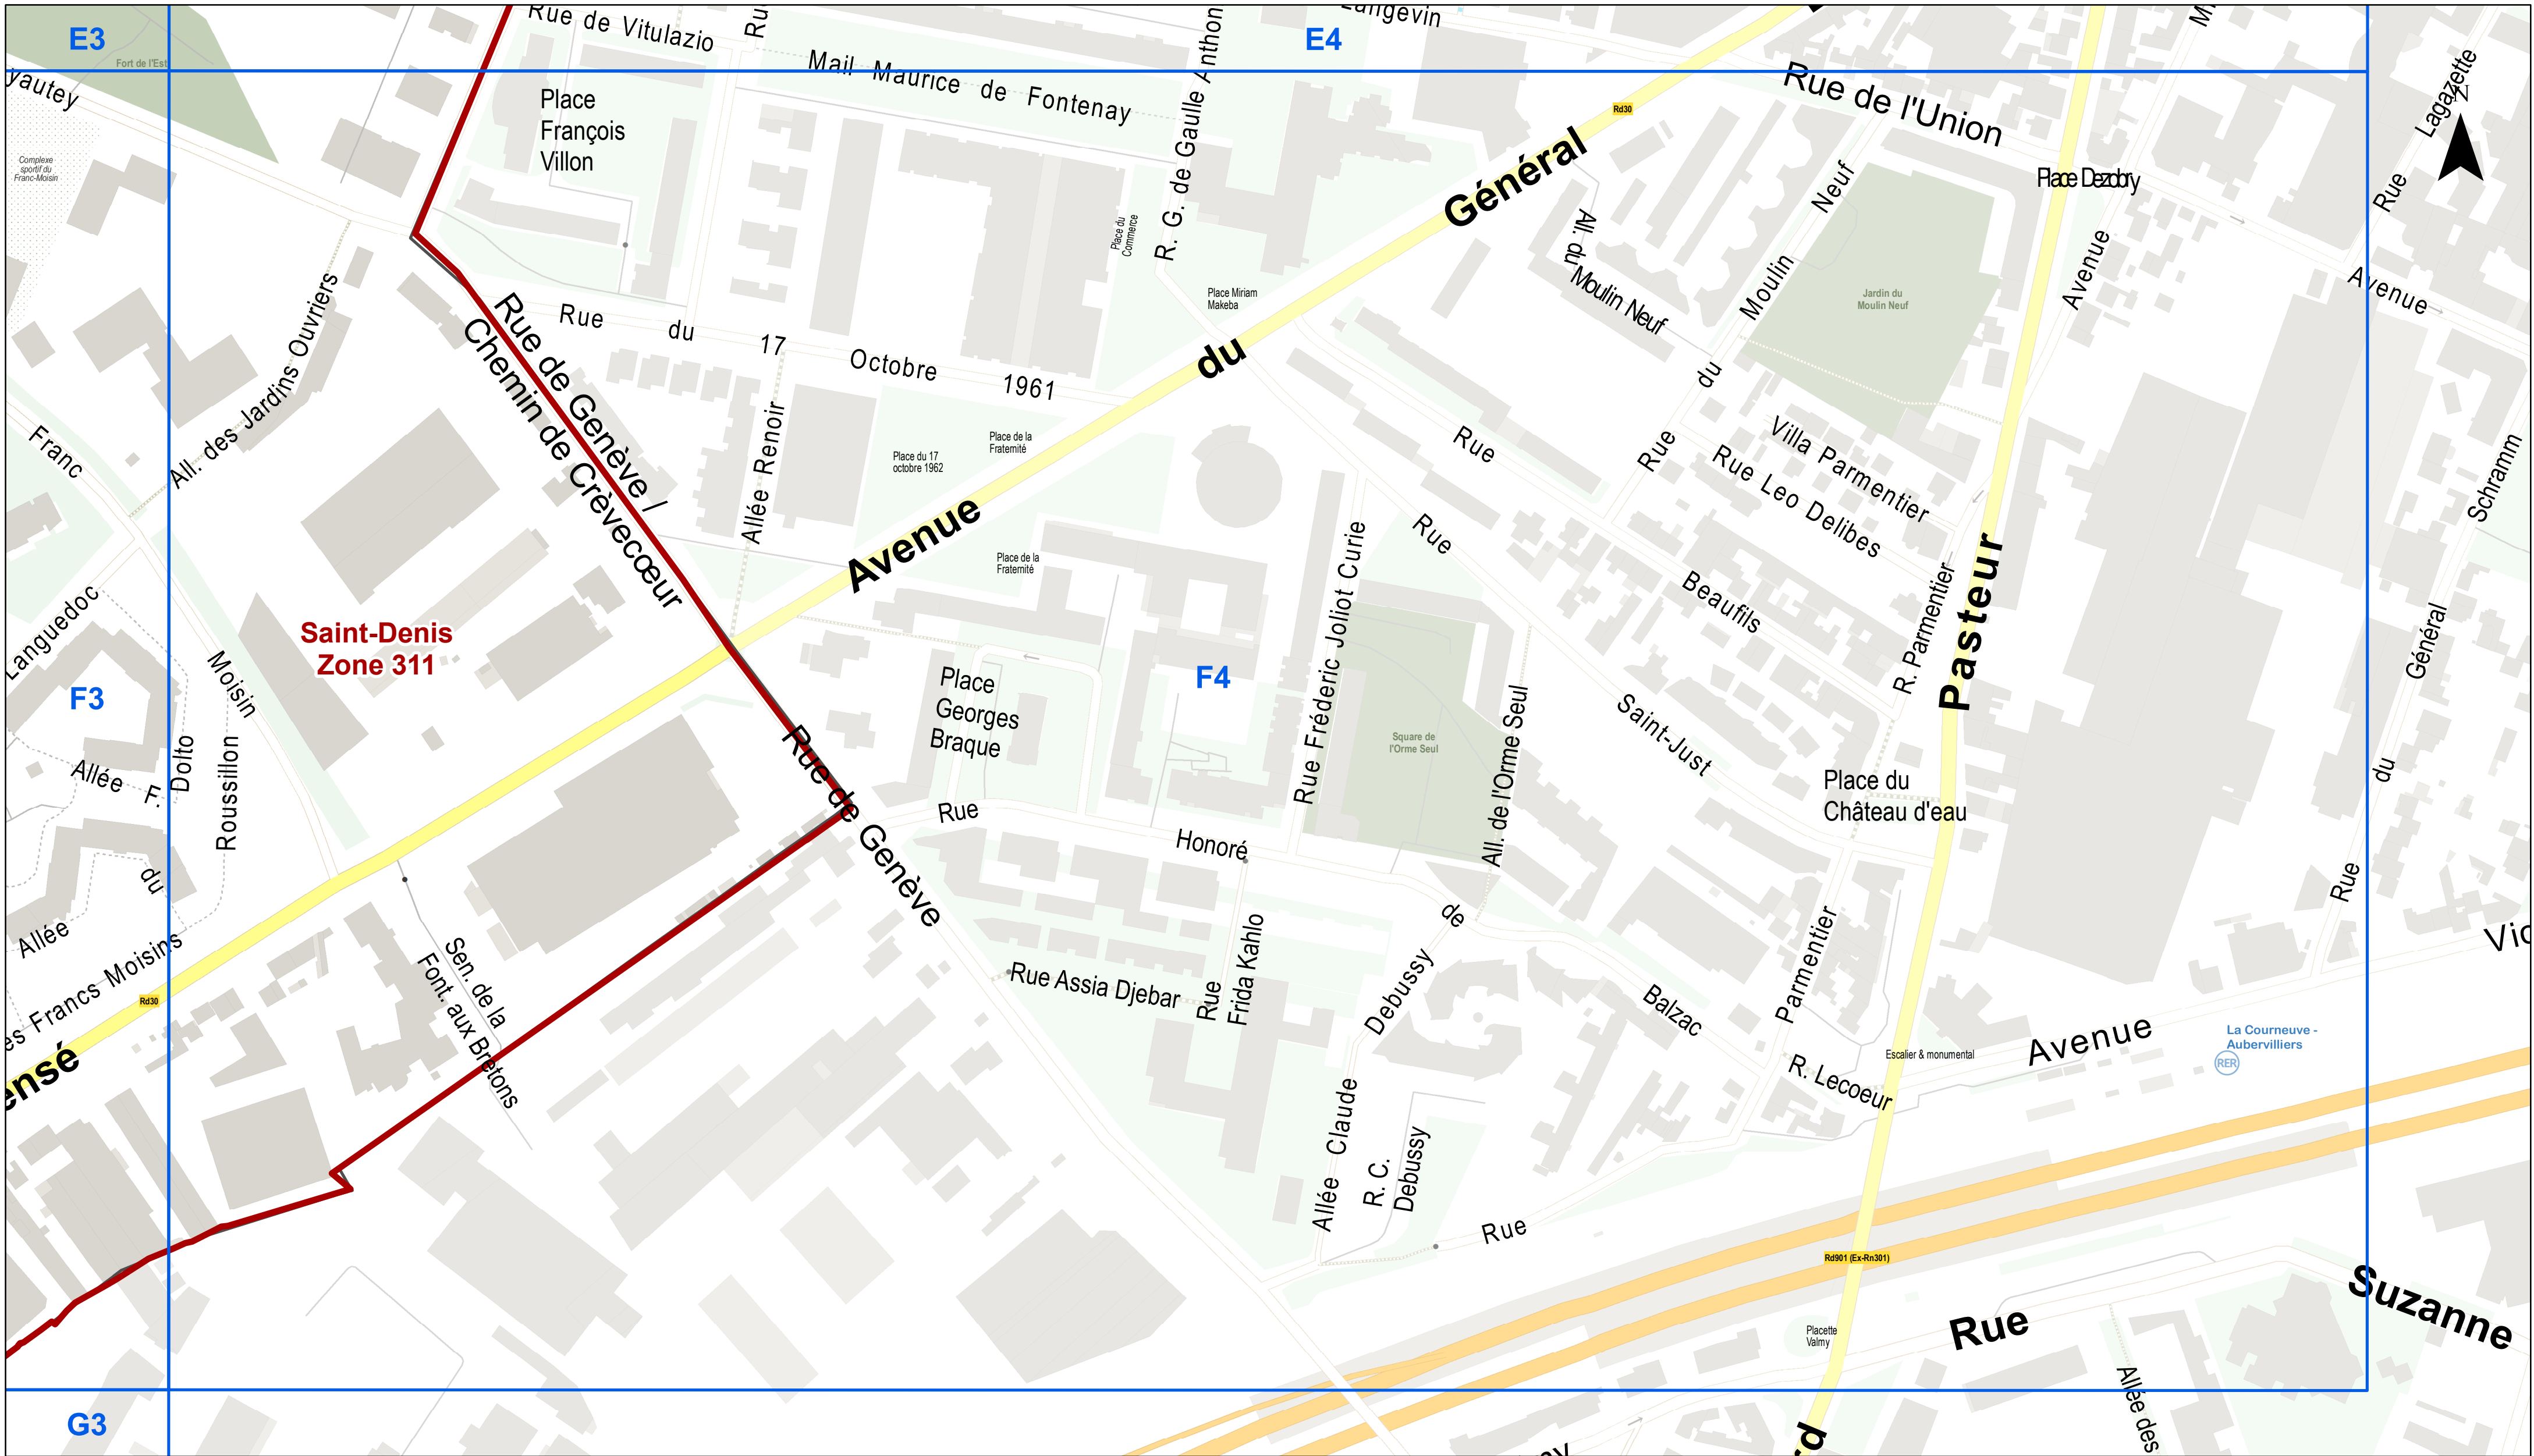 E3
E4
Rue de Vitulazio
Langevin
Fort de l'Est
yautey
Mail Maurice de Fontenay
R. G. de Gaulle Anthon
Rue de l'Union
Rue Lagazette
N
Rd30
Place
François
Villon
Complexe
sportif du
Franc-Moisin
Place du
Commerce
Place Dezobry
Avenue du Général
All. du
Moulin Neuf
Rue du Moulin Neuf
Jardin du
Moulin Neuf
Avenue
Avenue
Place Miriam
Makeba
Rue du 17 Octobre 1961
All. des Jardins Ouvriers
Rue de Genève /
Chemin de Crèvecœur
Allée Renoir
Place du 17
octobre 1962
Place de la
Fraternité
Place de la
Fraternité
Villa Parmentier
Rue Leo Delibes
Rue Beaufils
Rue Saint-Just
R. Parmentier
Pasteur
Rue du Général Schramm
Franc
Moisin
Languedoc
Saint-Denis
Zone 311
F3
F4
Allée F. Dolto
Roussillon
Allée du
Place
Georges
Braque
Rue Fréderic Joliot Curie
Square de
l'Orme Seul
All. de l'Orme Seul
Place du
Château d'eau
Rue de Genève
Rue Honoré de Balzac
es Francs Moisins
Rd30
ensé
Sen. de la
Font. aux Bretons
Rue Assia Djebar
Rue
Frida Kahlo
Allée Claude Debussy
R. C.
Debussy
Parmentier
Rue
R. Lecoeur
Escalier & monumental
Avenue
Vic
La Courneuve -
Aubervilliers
RER
Rd901 (Ex-Rn301)
Placette
Valmy
Rue Suzanne
Allée des
G3